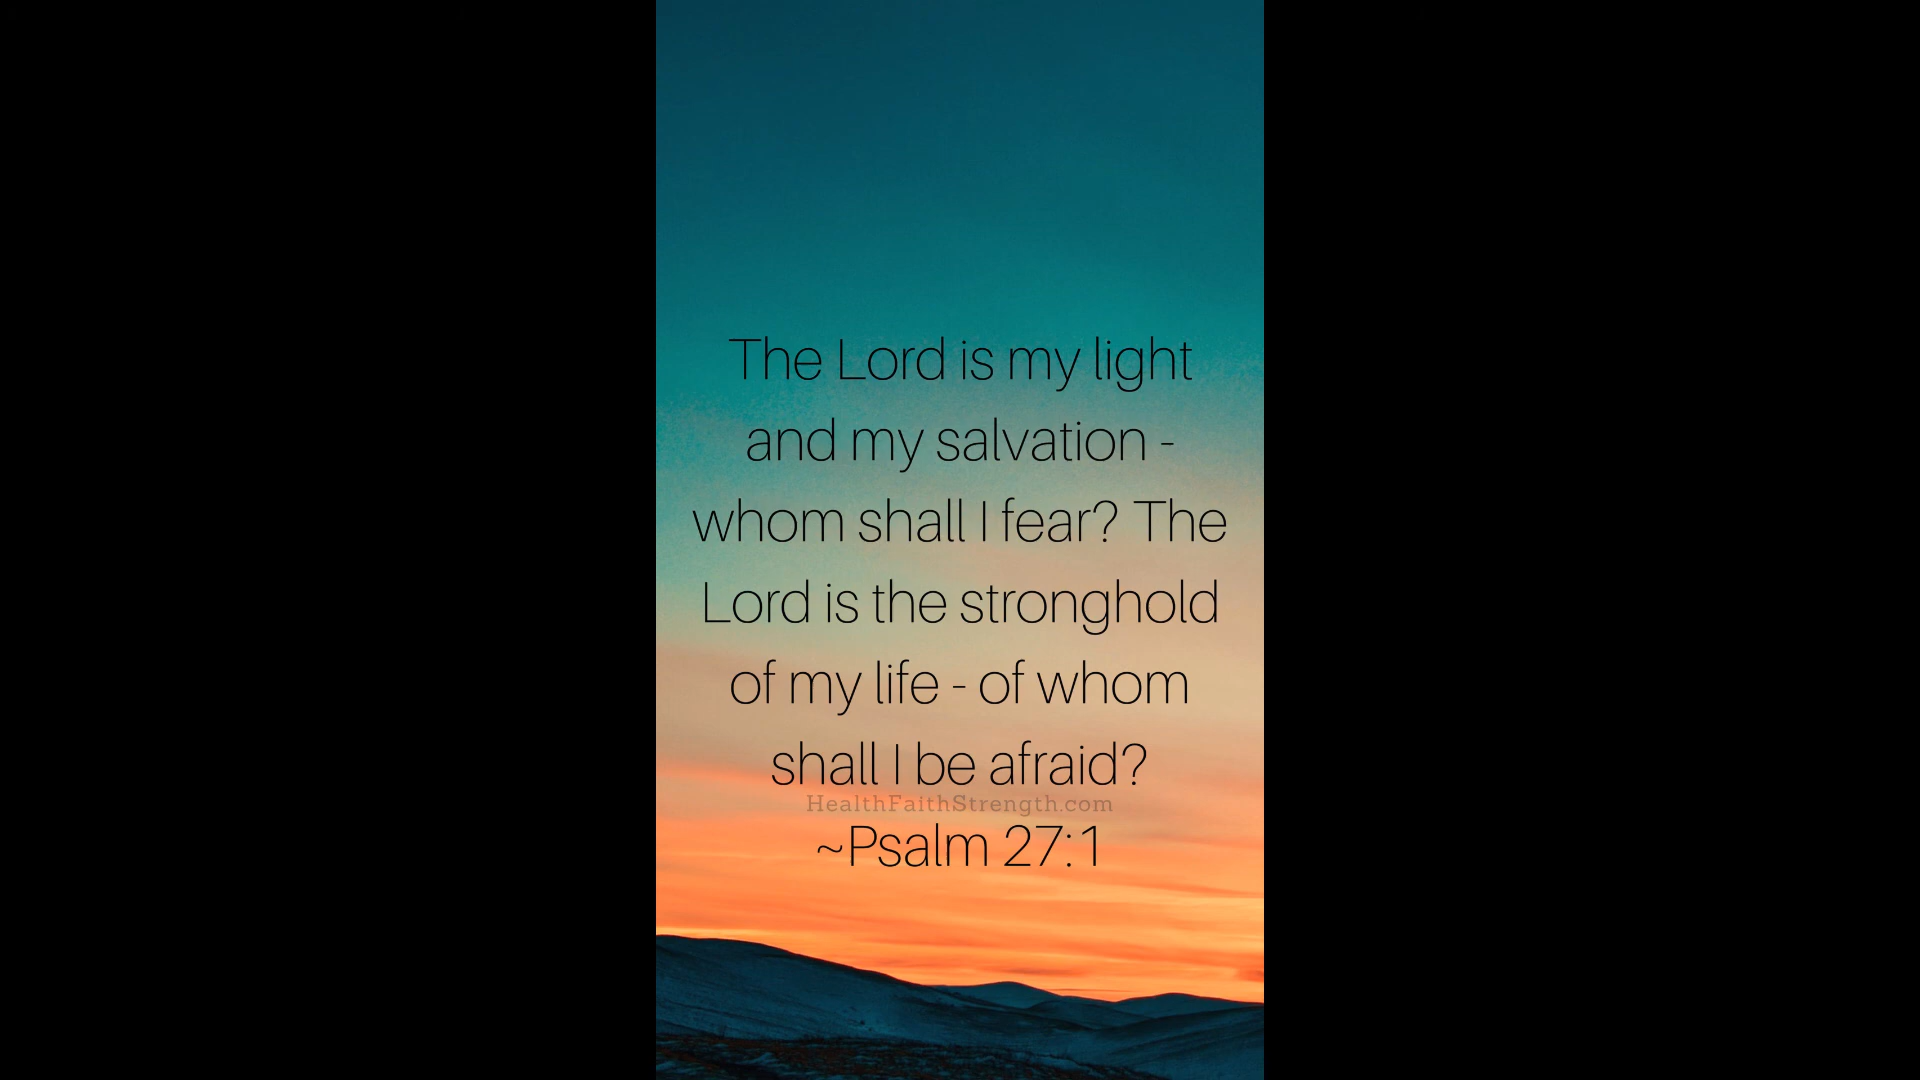 The Lord is my light
and my salvation -
whom shall I fear? The
Lord is the stronghold
of my life - of whom
shall I be afraid?
HealthFaithStrength.com
~Psalm 27:1